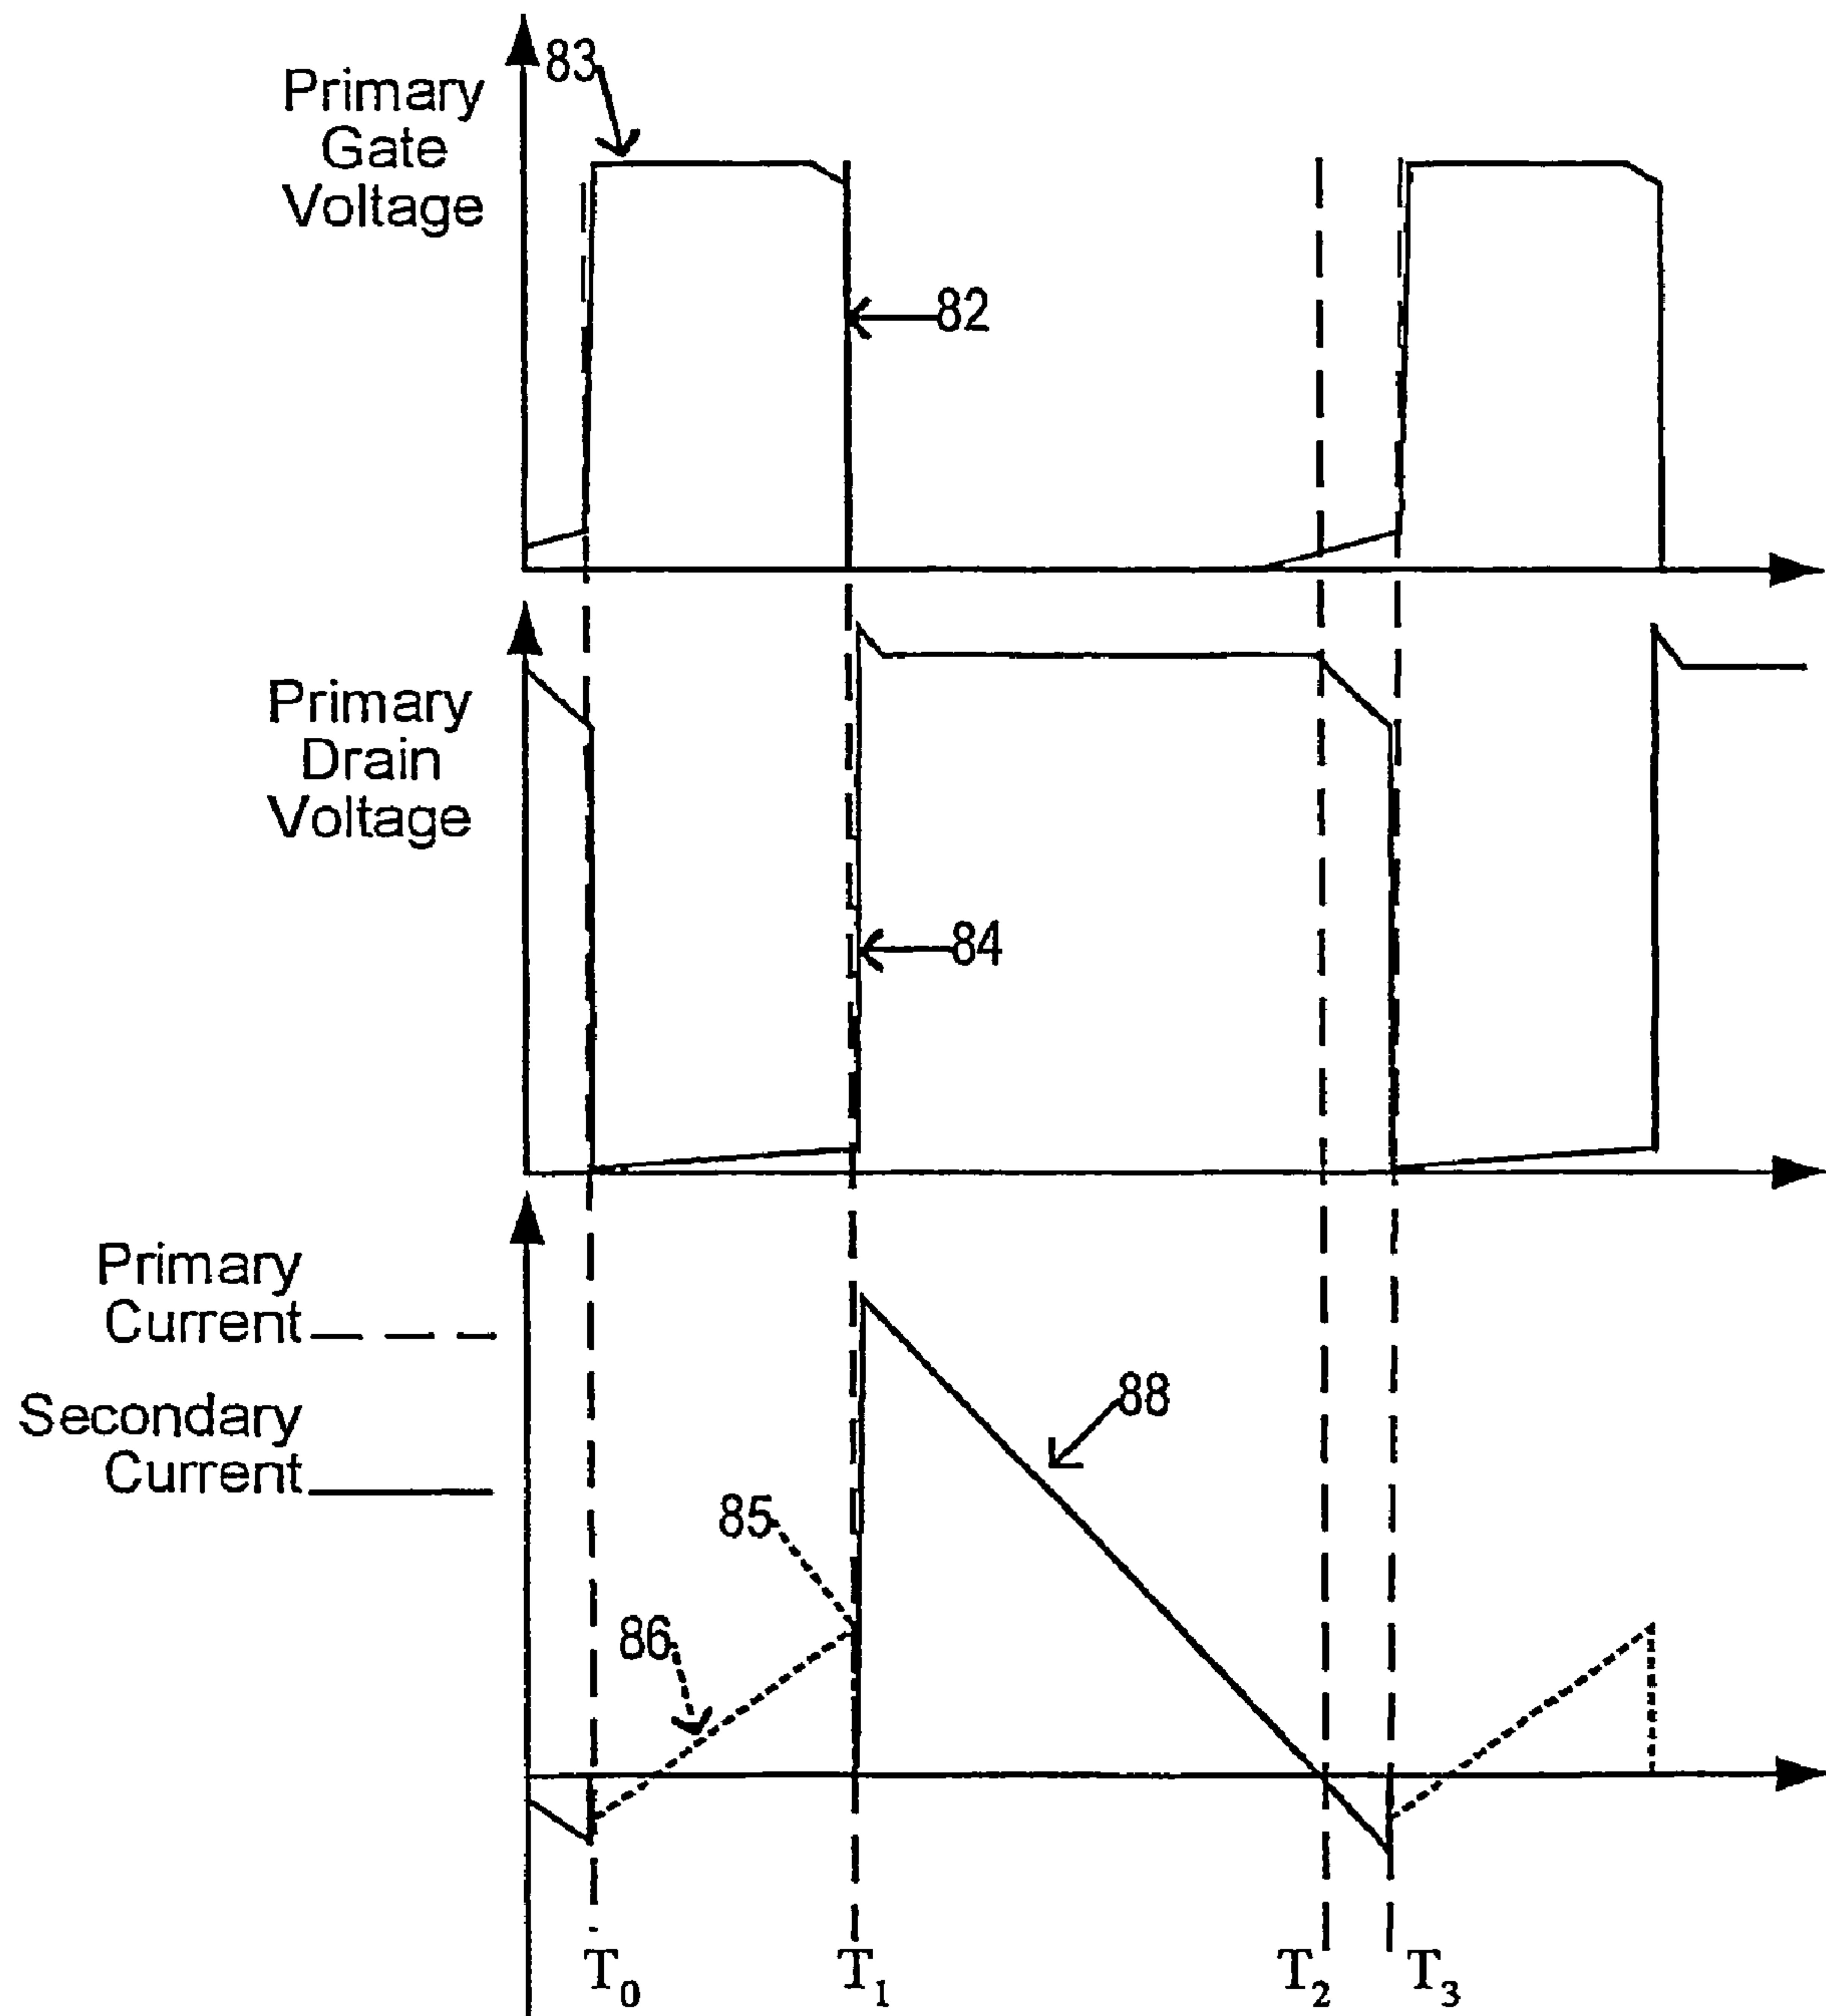 83
Primary
Gate
Voltage
82
Primary
Drain
Voltage
84
Primary
Current
Secondary
Current
88
85
86
T0 T1 T2 T3